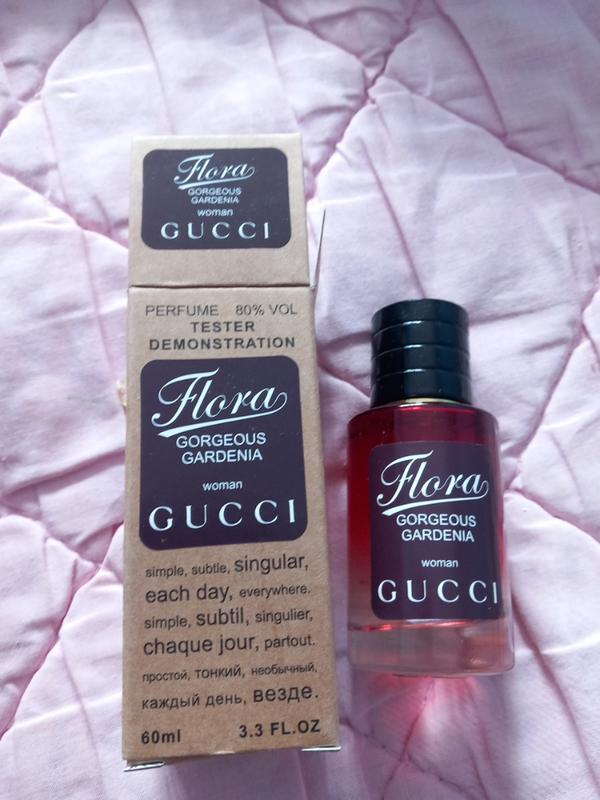 Flora
GORGEOUS
GARDENIA
woman
GUCCI
PERFUME 80% VOL
TESTER
DEMONSTRATION
Flora
GORGEOUS
GARDENIA
woman
GUCCI
simple, subtle, singular,
each day, everywhere.
simple, subtil, singulier,
chaque jour, partout.
простой, тонкий, необычный,
каждый день, везде.
60ml 3.3 FL.OZ
Flora
GORGEOUS
GARDENIA
woman
GUCCI